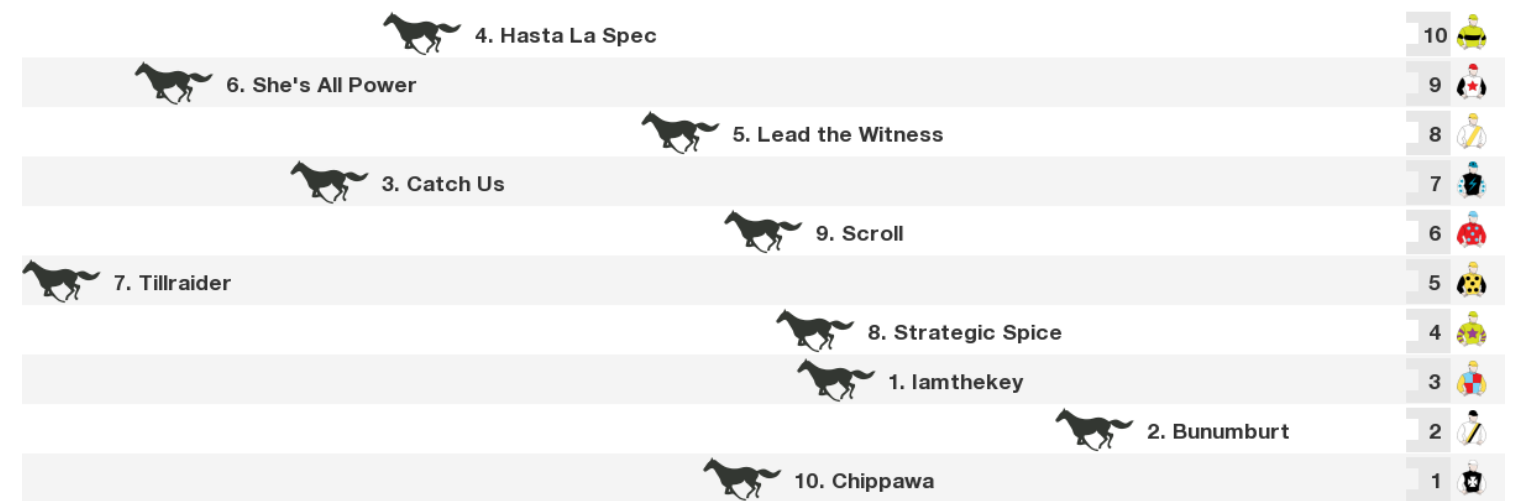 4. Hasta La Spec 10
6. She's All Power 9
5. Lead the Witness 8
3. Catch Us 7
9. Scroll 6
7. Tillraider 5
8. Strategic Spice 4
1. Iamthekey 3
2. Bunumburt 2
10. Chippawa 1